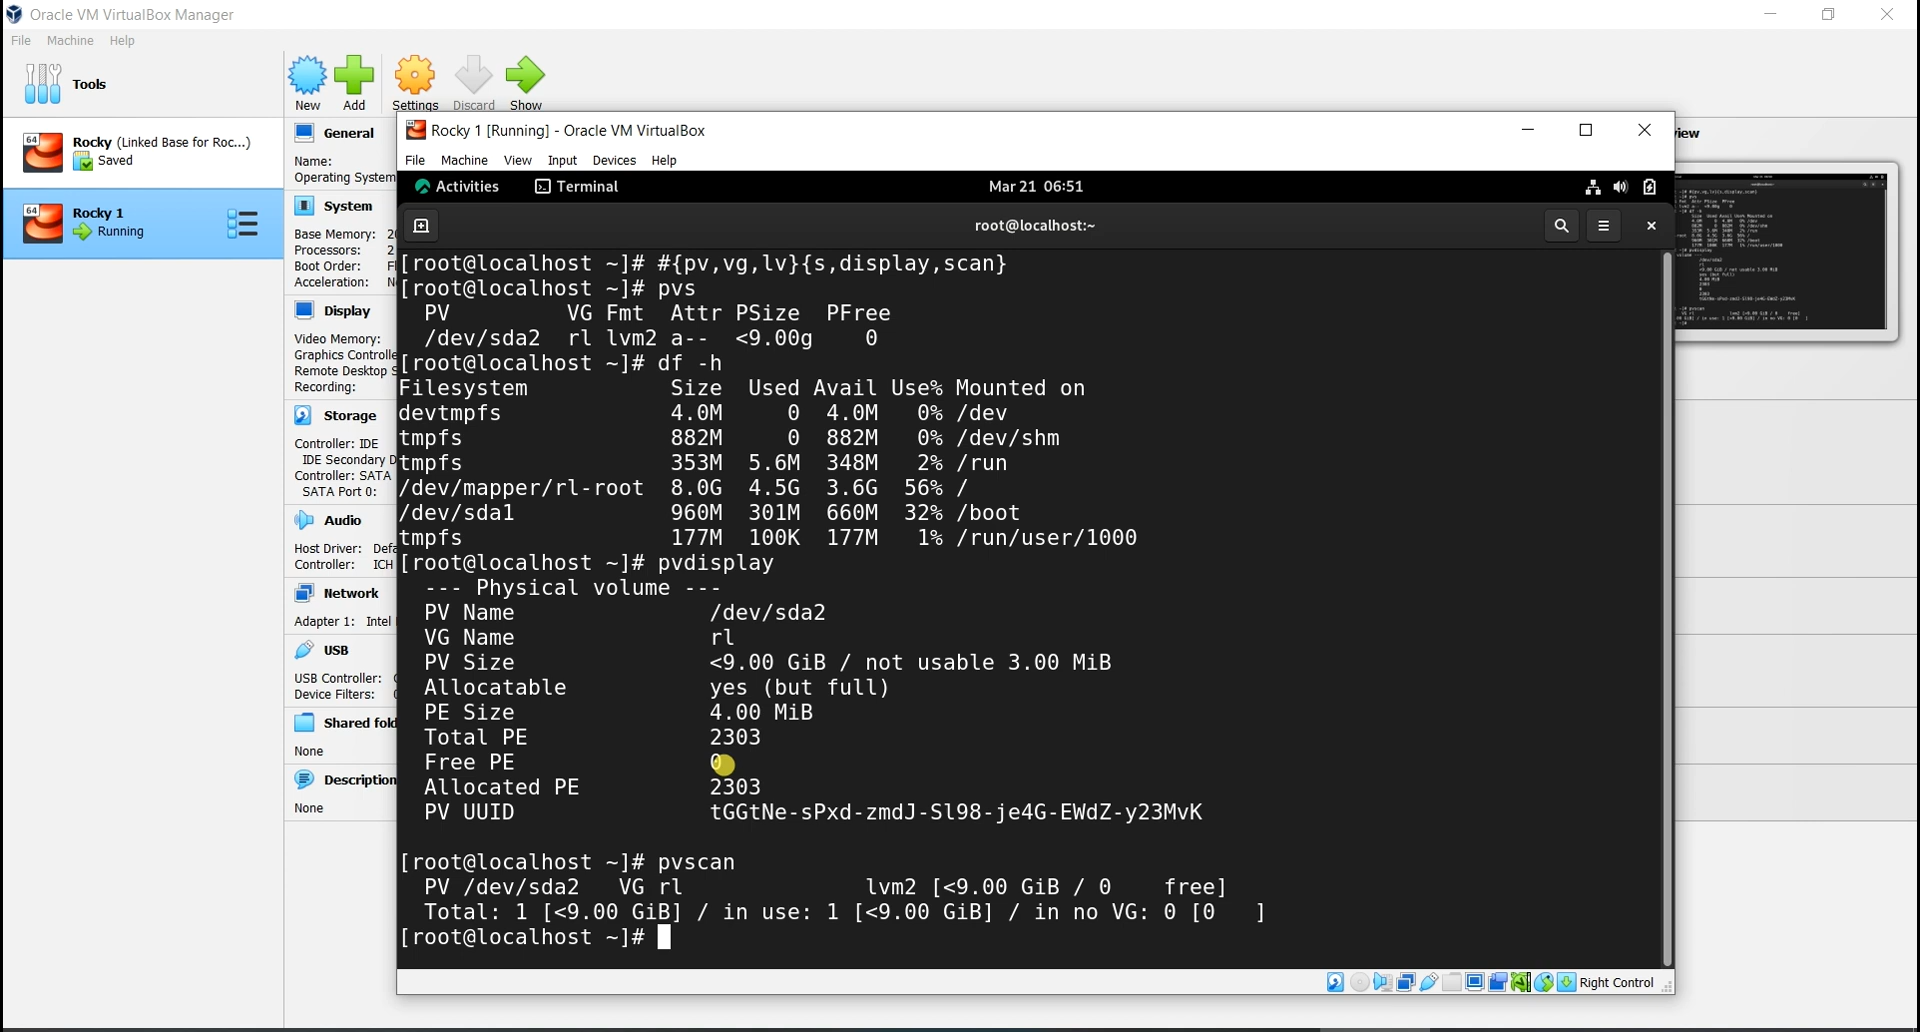 Oracle VM VirtualBox Manager
File Machine Help
Tools
New Add Settings Discard Show
Rocky (Linked Base for Roc...)
Saved
Rocky 1
Running
General
Name:
Operating System
System
Base Memory: 2
Processors: 2
Boot Order: Fl
Acceleration: N
Display
Video Memory:
Graphics Controlle
Remote Desktop S
Recording:
Storage
Controller: IDE
IDE Secondary D
Controller: SATA
SATA Port 0:
Audio
Host Driver: Defa
Controller: ICH
Network
Adapter 1: Intel
USB
USB Controller:
Device Filters:
Shared fold
None
Description
None
Rocky 1 [Running] - Oracle VM VirtualBox
File Machine View Input Devices Help
Activities Terminal Mar 21 06:51
root@localhost:~
[root@localhost ~]# #{pv,vg,lv}{s,display,scan}
[root@localhost ~]# pvs
PV VG Fmt Attr PSize PFree
/dev/sda2 rl lvm2 a-- <9.00g 0
[root@localhost ~]# df -h
Filesystem Size Used Avail Use% Mounted on
devtmpfs 4.0M 0 4.0M 0% /dev
tmpfs 882M 0 882M 0% /dev/shm
tmpfs 353M 5.6M 348M 2% /run
/dev/mapper/rl-root 8.0G 4.5G 3.6G 56% /
/dev/sda1 960M 301M 660M 32% /boot
tmpfs 177M 100K 177M 1% /run/user/1000
[root@localhost ~]# pvdisplay
--- Physical volume ---
PV Name /dev/sda2
VG Name rl
PV Size <9.00 GiB / not usable 3.00 MiB
Allocatable yes (but full)
PE Size 4.00 MiB
Total PE 2303
Free PE 0
Allocated PE 2303
PV UUID tGGtNe-sPxd-zmdJ-Sl98-je4G-EWdZ-y23MvK
[root@localhost ~]# pvscan
PV /dev/sda2 VG rl lvm2 [<9.00 GiB / 0 free]
Total: 1 [<9.00 GiB] / in use: 1 [<9.00 GiB] / in no VG: 0 [0 ]
[root@localhost ~]#
Right Control